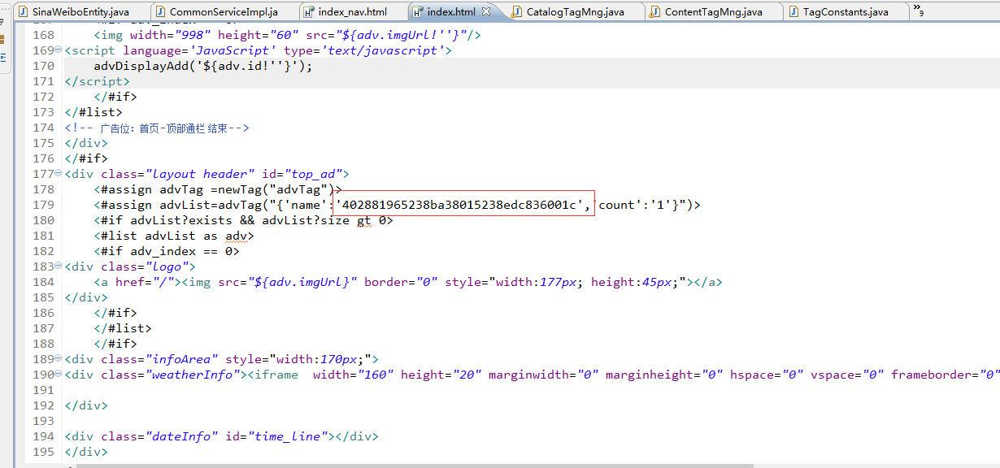 SinaWeiboEntity.java CommonServiceImpl.ja index_nav.html index.html CatalogTagMng.java ContentTagMng.java TagConstants.java »9
168 <img width="998" height="60" src="${adv.imgUrl!''}"/>
169 <script language='JavaScript' type='text/javascript'>
170 advDisplayAdd('${adv.id!''}');
171 </script>
172 </#if>
173 </#list>
174 <!-- 广告位：首页-顶部通栏 结束-->
175 </div>
176 </#if>
177 <div class="layout header" id="top_ad">
178 <#assign advTag =newTag("advTag")>
179 <#assign advList=advTag("{'name':'402881965238ba38015238edc836001c','count':'1'}")>
180 <#if advList?exists && advList?size gt 0>
181 <#list advList as adv>
182 <#if adv_index == 0>
183 <div class="logo">
184 <a href="/"><img src="${adv.imgUrl}" border="0" style="width:177px; height:45px;"></a>
185 </div>
186 </#if>
187 </#list>
188 </#if>
189 <div class="infoArea" style="width:170px;">
190 <div class="weatherInfo"><iframe  width="160" height="20" marginwidth="0" marginheight="0" hspace="0" vspace="0" frameborder="0"
191
192 </div>
193
194 <div class="dateInfo" id="time_line"></div>
195 </div>